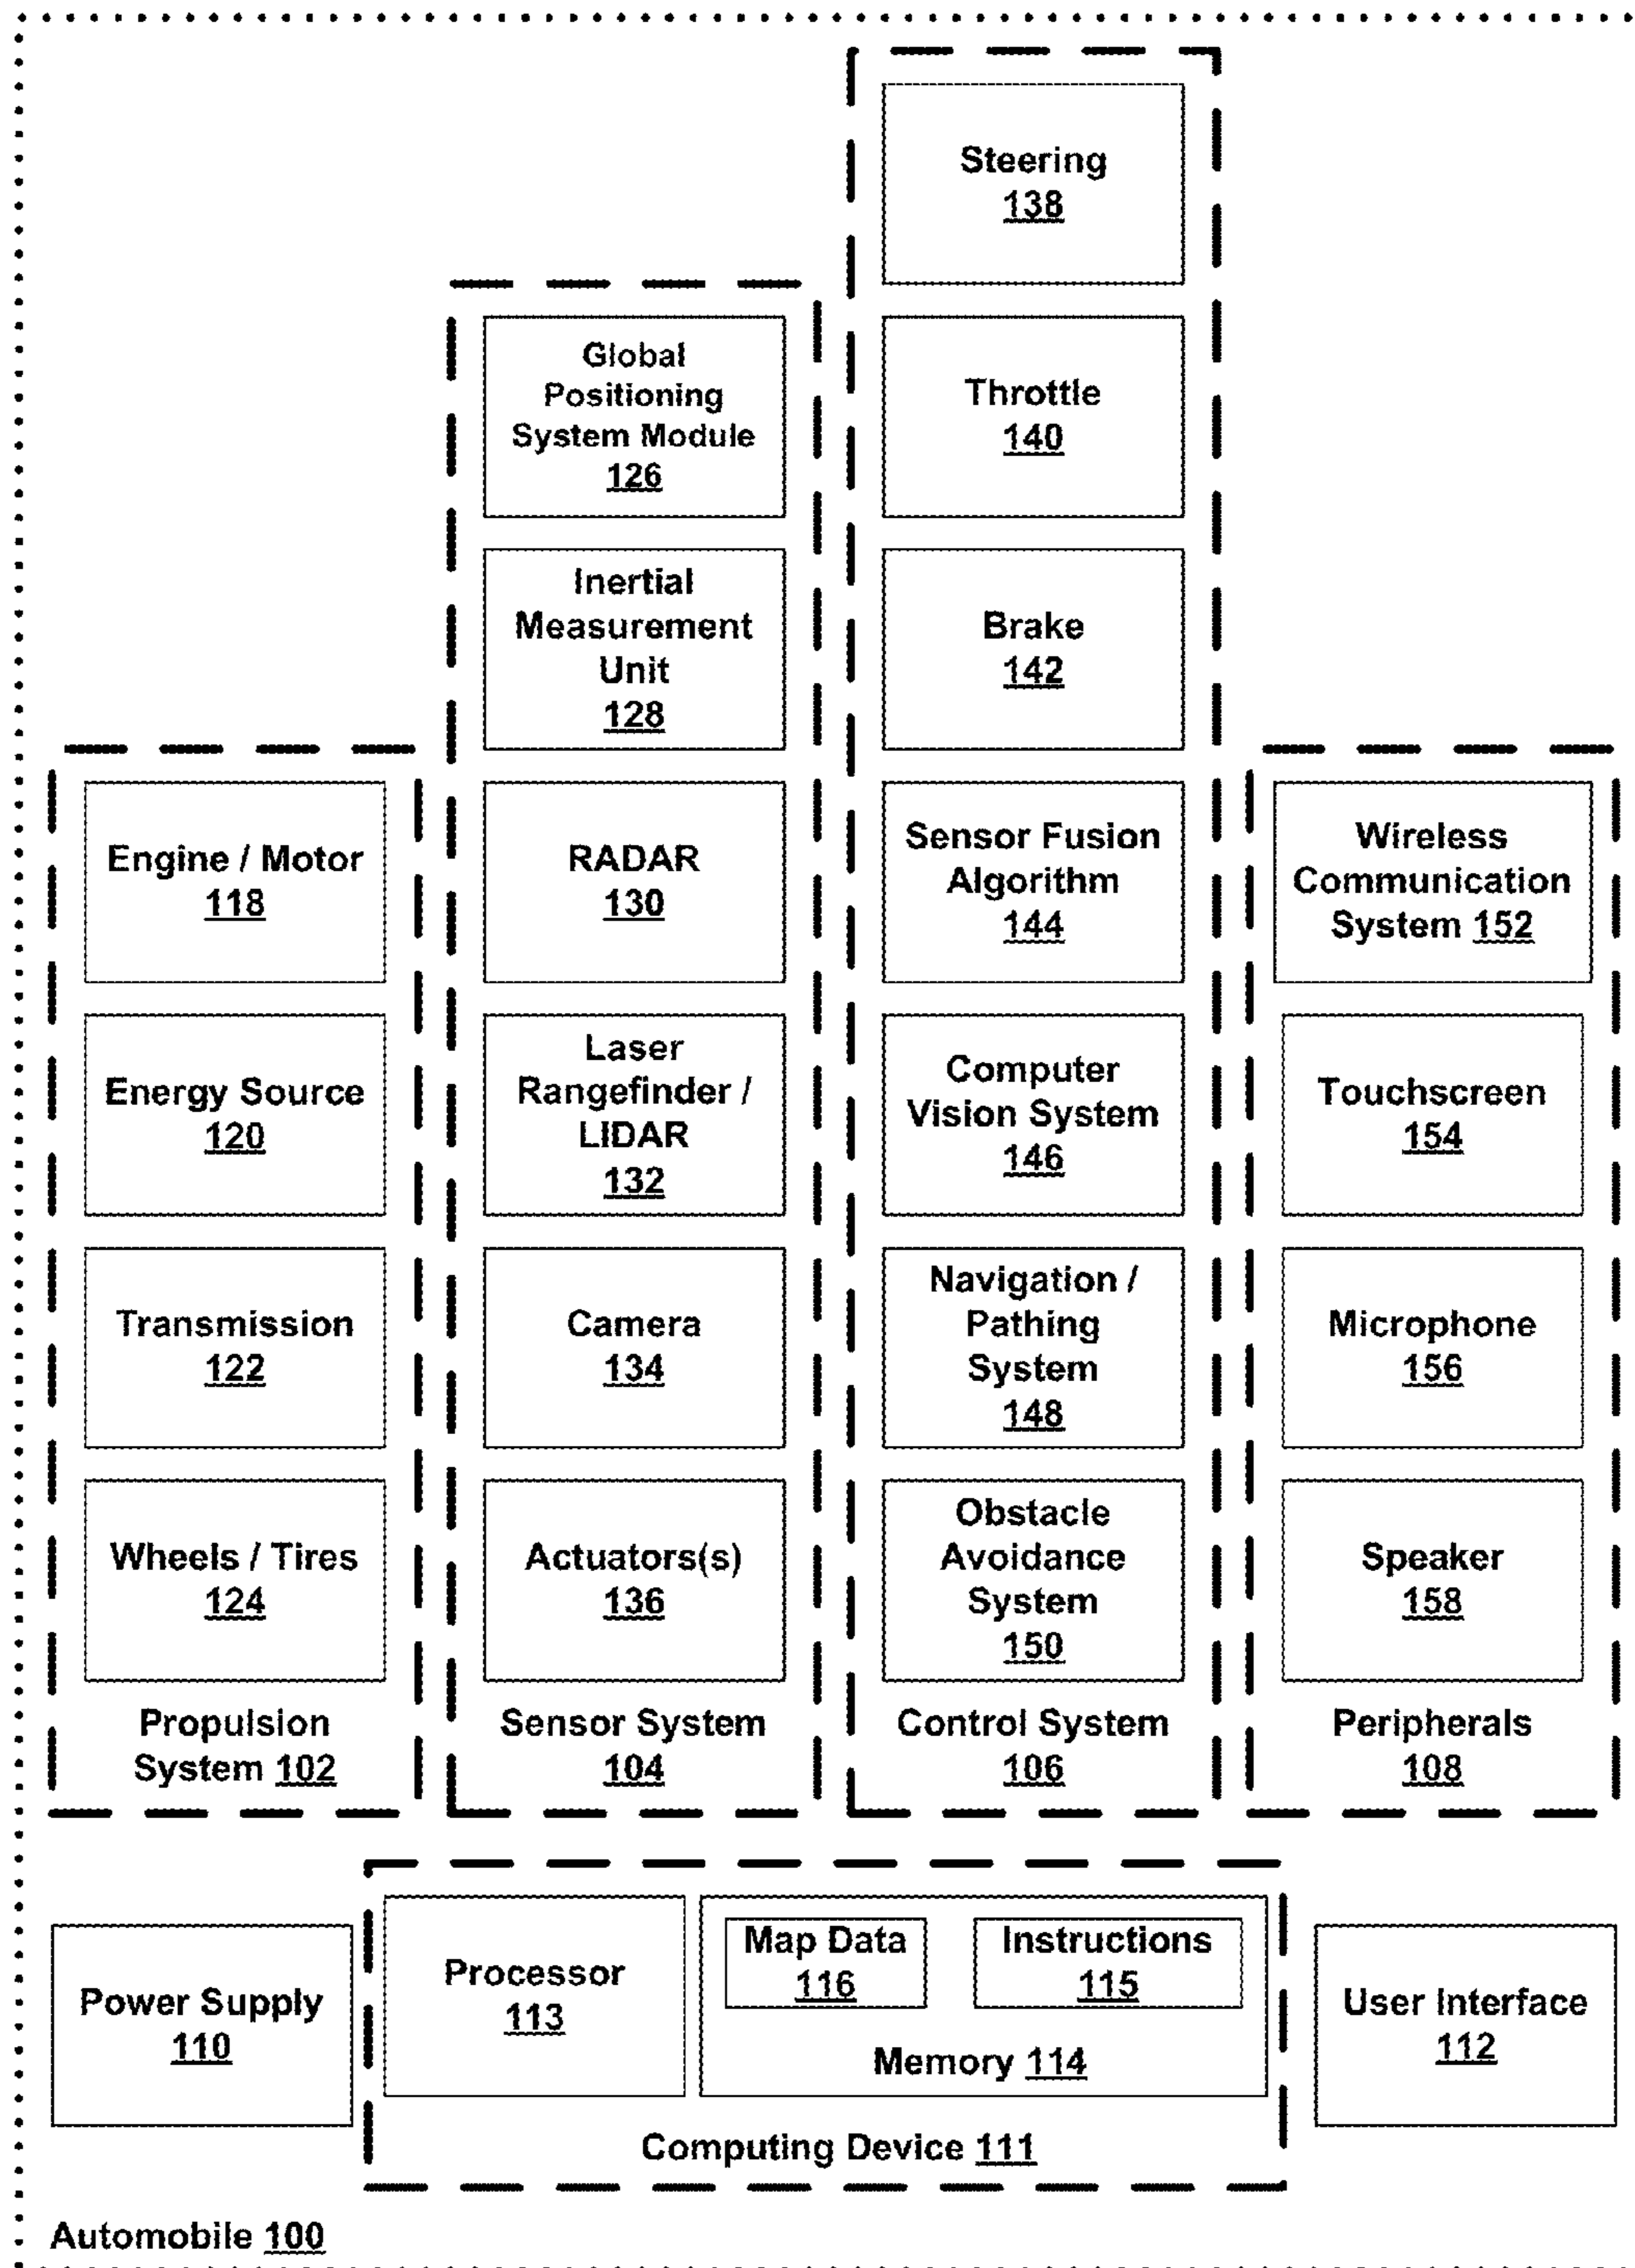 Steering
138
Throttle
140
Brake
142
Sensor Fusion
Algorithm
144
Computer
Vision System
146
Navigation /
Pathing
System
148
Obstacle
Avoidance
System
150
Control System
106
Global
Positioning
System Module
126
Inertial
Measurement
Unit
128
RADAR
130
Laser
Rangefinder /
LIDAR
132
Camera
134
Actuators(s)
136
Sensor System
104
Engine / Motor
118
Energy Source
120
Transmission
122
Wheels / Tires
124
Propulsion
System 102
Wireless
Communication
System 152
Touchscreen
154
Microphone
156
Speaker
158
Peripherals
108
Power Supply
110
Processor
113
Map Data
116
Instructions
115
Memory 114
Computing Device 111
User Interface
112
Automobile 100